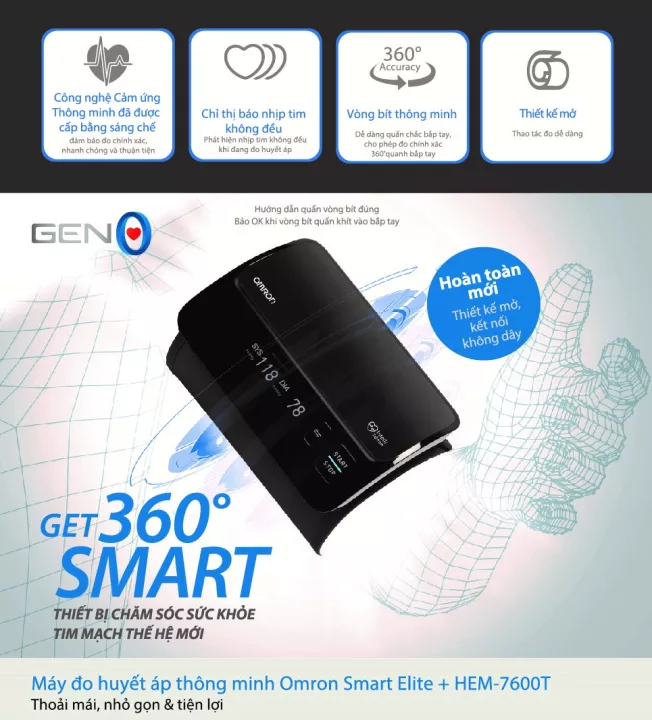 Công nghệ Cảm ứng
Thông minh đã được
cấp bằng sáng chế
đảm bảo đo chính xác,
nhanh chóng và thuận tiện
Chỉ thị báo nhịp tim
không đều
Phát hiện nhịp tim không đều
khi đang đo huyết áp
360°
Accuracy
Vòng bít thông minh
Dễ dàng quấn chắc bắp tay,
cho phép đo chính xác
360°quanh bắp tay
Thiết kế mở
Thao tác đo dễ dàng
GEN0
Hướng dẫn quấn vòng bít đúng
Báo OK khi vòng bít quấn khít vào bắp tay
OMRON
SYS
118
DIA
78
Intelli
START
STOP
Hoàn toàn
mới
Thiết kế mở,
kết nối
không dây
GET 360°
SMART
THIẾT BỊ CHĂM SÓC SỨC KHỎE
TIM MẠCH THẾ HỆ MỚI
Máy đo huyết áp thông minh Omron Smart Elite + HEM-7600T
Thoải mái, nhỏ gọn & tiện lợi